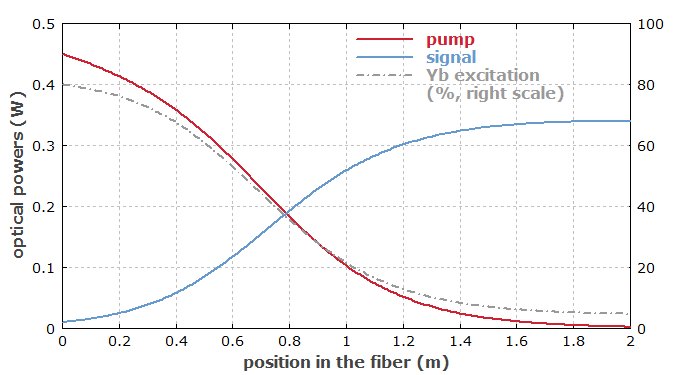 0.5
0.4
0.3
0.2
0.1
0
optical powers (W)
pump
signal
Yb excitation
(%, right scale)
100
80
60
40
20
0
0 0.2 0.4 0.6 0.8 1 1.2 1.4 1.6 1.8 2
position in the fiber (m)